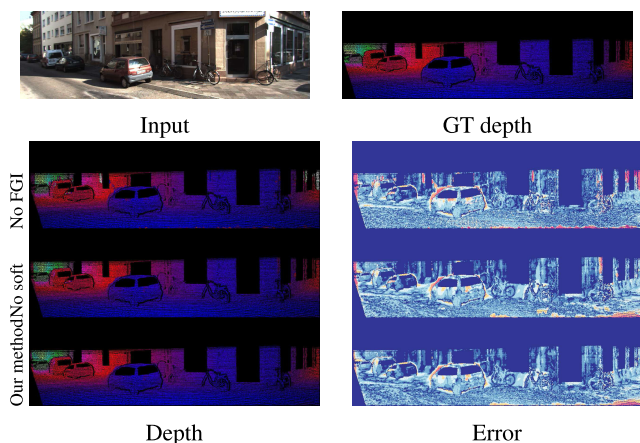 Input
GT depth
No FGI
No soft
Our method
Depth
Error